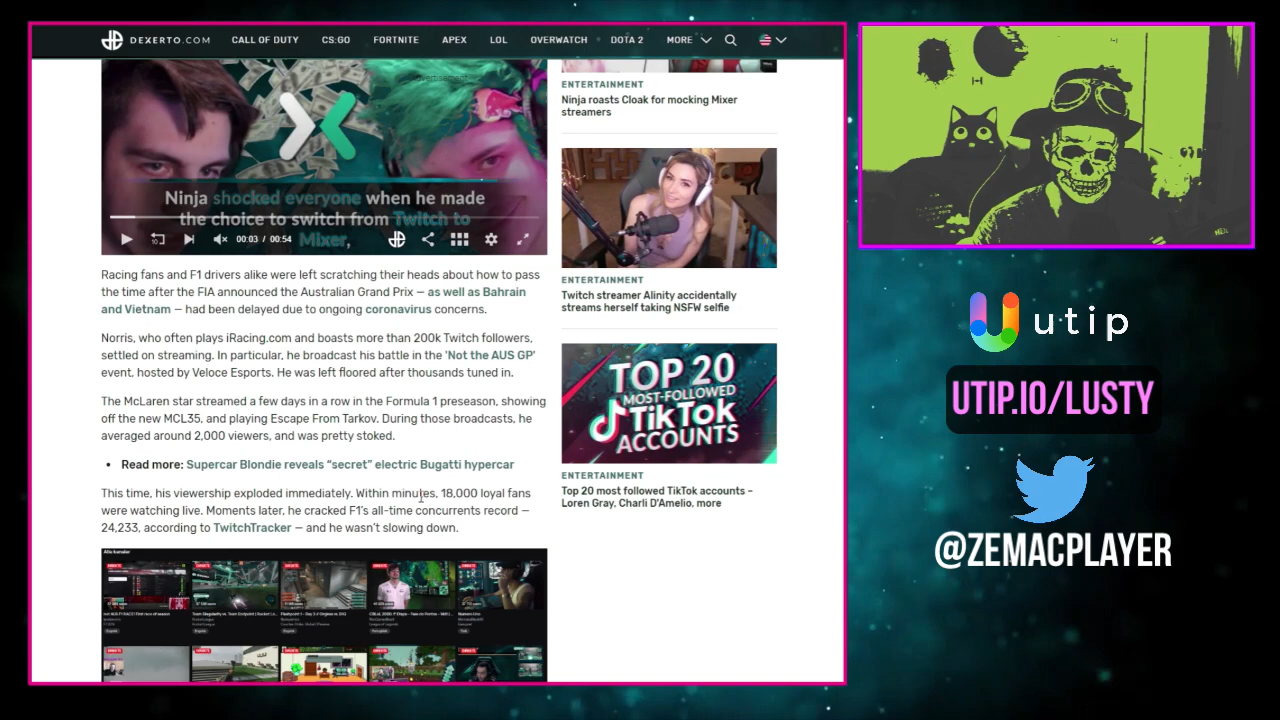 DEXERTO.COM
CALL OF DUTY
CS:GO
FORTNITE
APEX
LOL
OVERWATCH
DOTA 2
MORE
Advertisement
Ninja shocked everyone when he made
the choice to switch from Twitch to
Mixer,
10
00:03 / 00:54
Racing fans and F1 drivers alike were left scratching their heads about how to pass
the time after the FIA announced the Australian Grand Prix – as well as Bahrain
and Vietnam – had been delayed due to ongoing coronavirus concerns.
Norris, who often plays iRacing.com and boasts more than 200k Twitch followers,
settled on streaming. In particular, he broadcast his battle in the 'Not the AUS GP'
event, hosted by Veloce Esports. He was left floored after thousands tuned in.
The McLaren star streamed a few days in a row in the Formula 1 preseason, showing
off the new MCL35, and playing Escape From Tarkov. During those broadcasts, he
averaged around 2,000 viewers, and was pretty stoked.
• Read more: Supercar Blondie reveals “secret” electric Bugatti hypercar
This time, his viewership exploded immediately. Within minutes, 18,000 loyal fans
were watching live. Moments later, he cracked F1’s all-time concurrents record –
24,233, according to TwitchTracker – and he wasn’t slowing down.
ENTERTAINMENT
Ninja roasts Cloak for mocking Mixer
streamers
ENTERTAINMENT
Twitch streamer Alinity accidentally
streams herself taking NSFW selfie
TOP 20
MOST-FOLLOWED
TikTok
ACCOUNTS
ENTERTAINMENT
Top 20 most followed TikTok accounts –
Loren Gray, Charli D'Amelio, more
utip
UTIP.IO/LUSTY
@ZEMACPLAYER